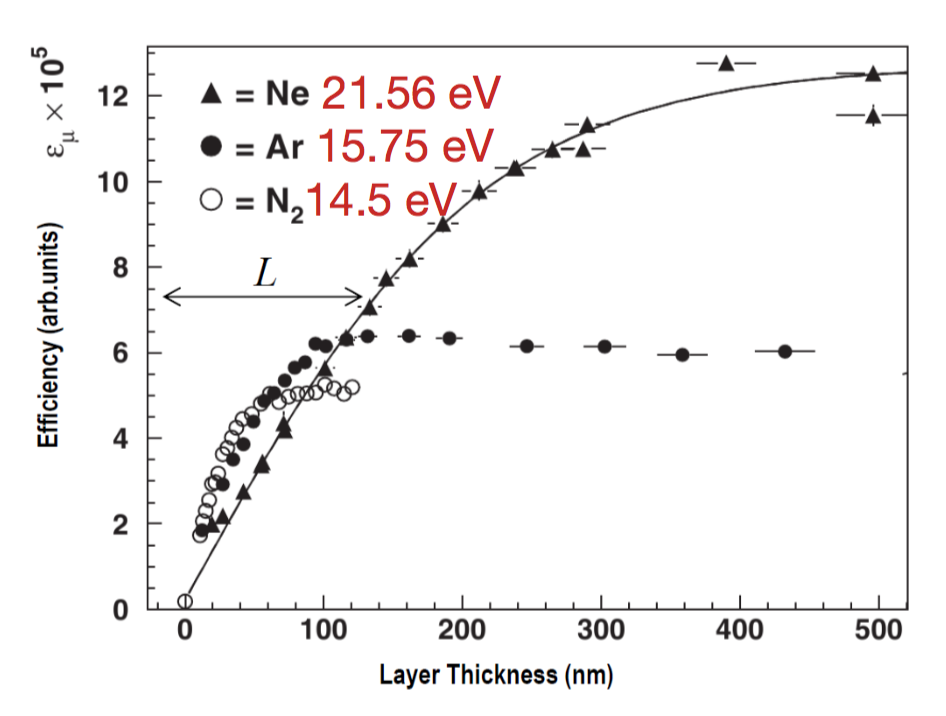 ε_μ × 10^5
Efficiency (arb.units)
12
10
8
6
4
2
0
▲ = Ne 21.56 eV
● = Ar 15.75 eV
○ = N₂ 14.5 eV
L
0 100 200 300 400 500
Layer Thickness (nm)